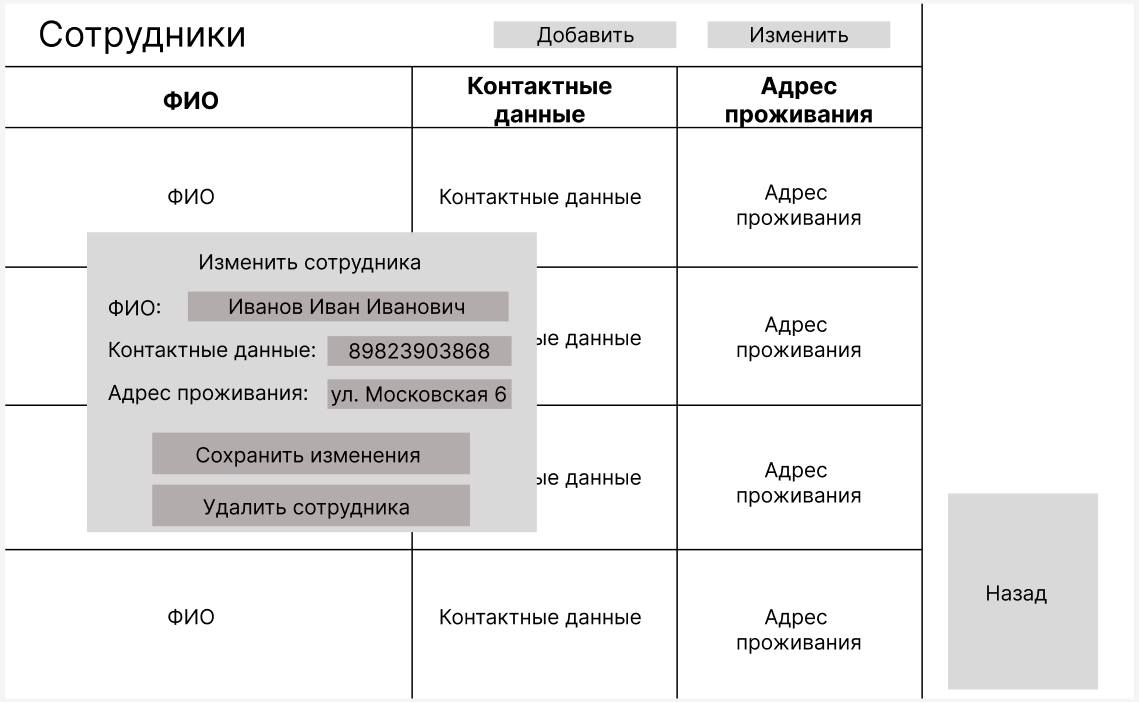 Сотрудники
Добавить
Изменить
ФИО
Контактные
данные
Адрес
проживания
ФИО
Контактные данные
Адрес
проживания
Изменить сотрудника
ФИО:
Иванов Иван Иванович
Контактные данные:
89823903868
Адрес проживания:
ул. Московская 6
Сохранить изменения
Удалить сотрудника
ые данные
Адрес
проживания
ые данные
Адрес
проживания
ФИО
Контактные данные
Адрес
проживания
Назад